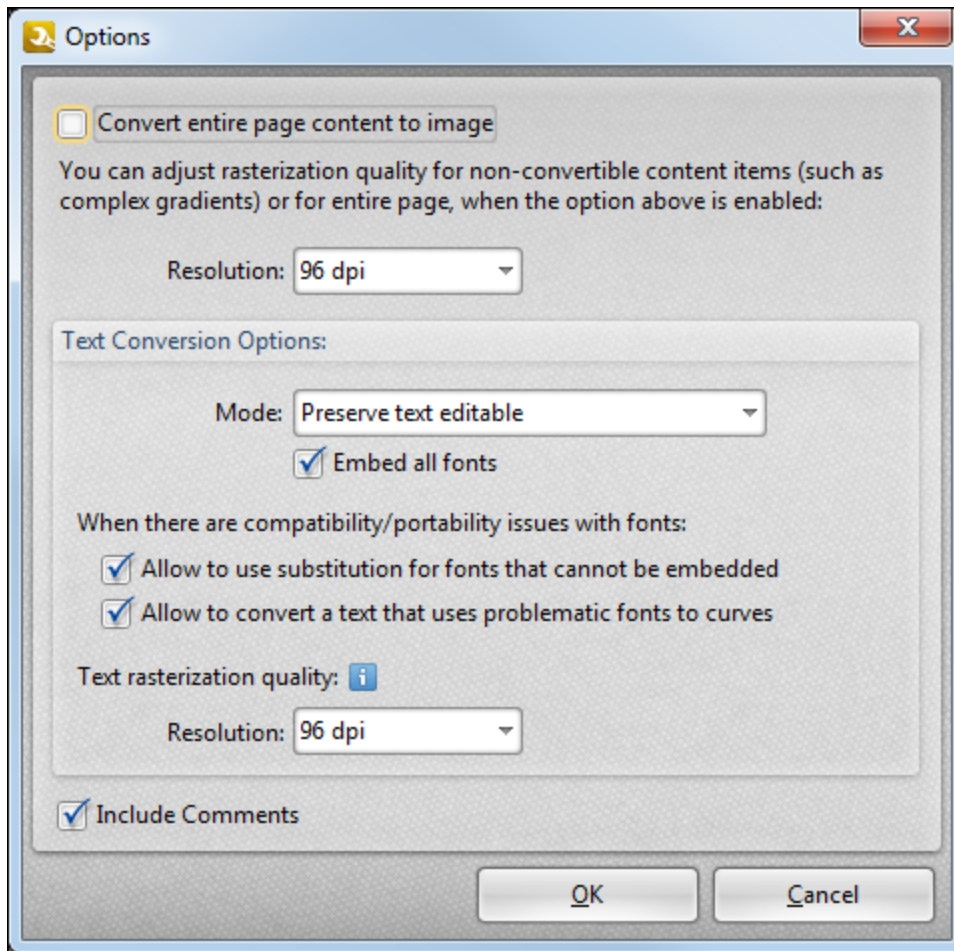 Options
Convert entire page content to image
You can adjust rasterization quality for non-convertible content items (such as
complex gradients) or for entire page, when the option above is enabled:
Resolution: 96 dpi
Text Conversion Options:
Mode: Preserve text editable
Embed all fonts
When there are compatibility/portability issues with fonts:
Allow to use substitution for fonts that cannot be embedded
Allow to convert a text that uses problematic fonts to curves
Text rasterization quality: i
Resolution: 96 dpi
Include Comments
OK Cancel